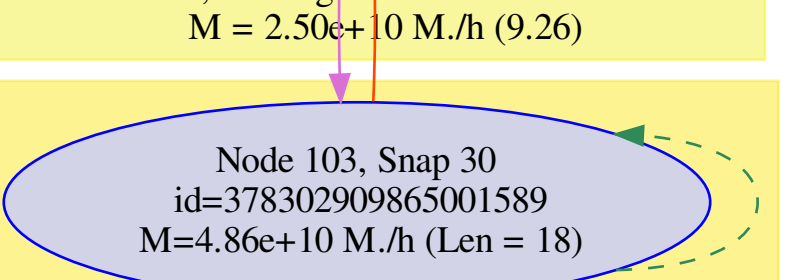 M = 2.50e+10 M./h (9.26)
Node 103, Snap 30
id=378302909865001589
M=4.86e+10 M./h (Len = 18)